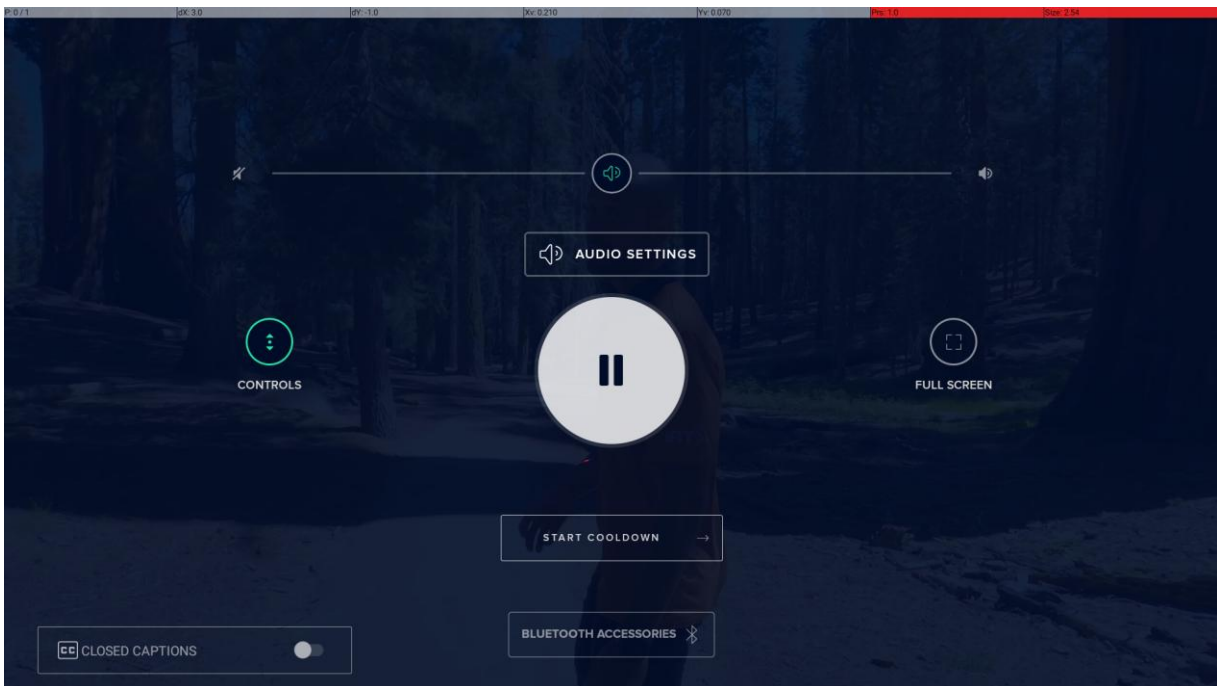 P: 0 / 1 dX: 3.0 dY: -1.0 Xv: 0.210 Yv: 0.070 Prs: 1.0 Size: 2.54
AUDIO SETTINGS
CONTROLS
FULL SCREEN
START COOLDOWN →
BLUETOOTH ACCESSORIES
CC CLOSED CAPTIONS